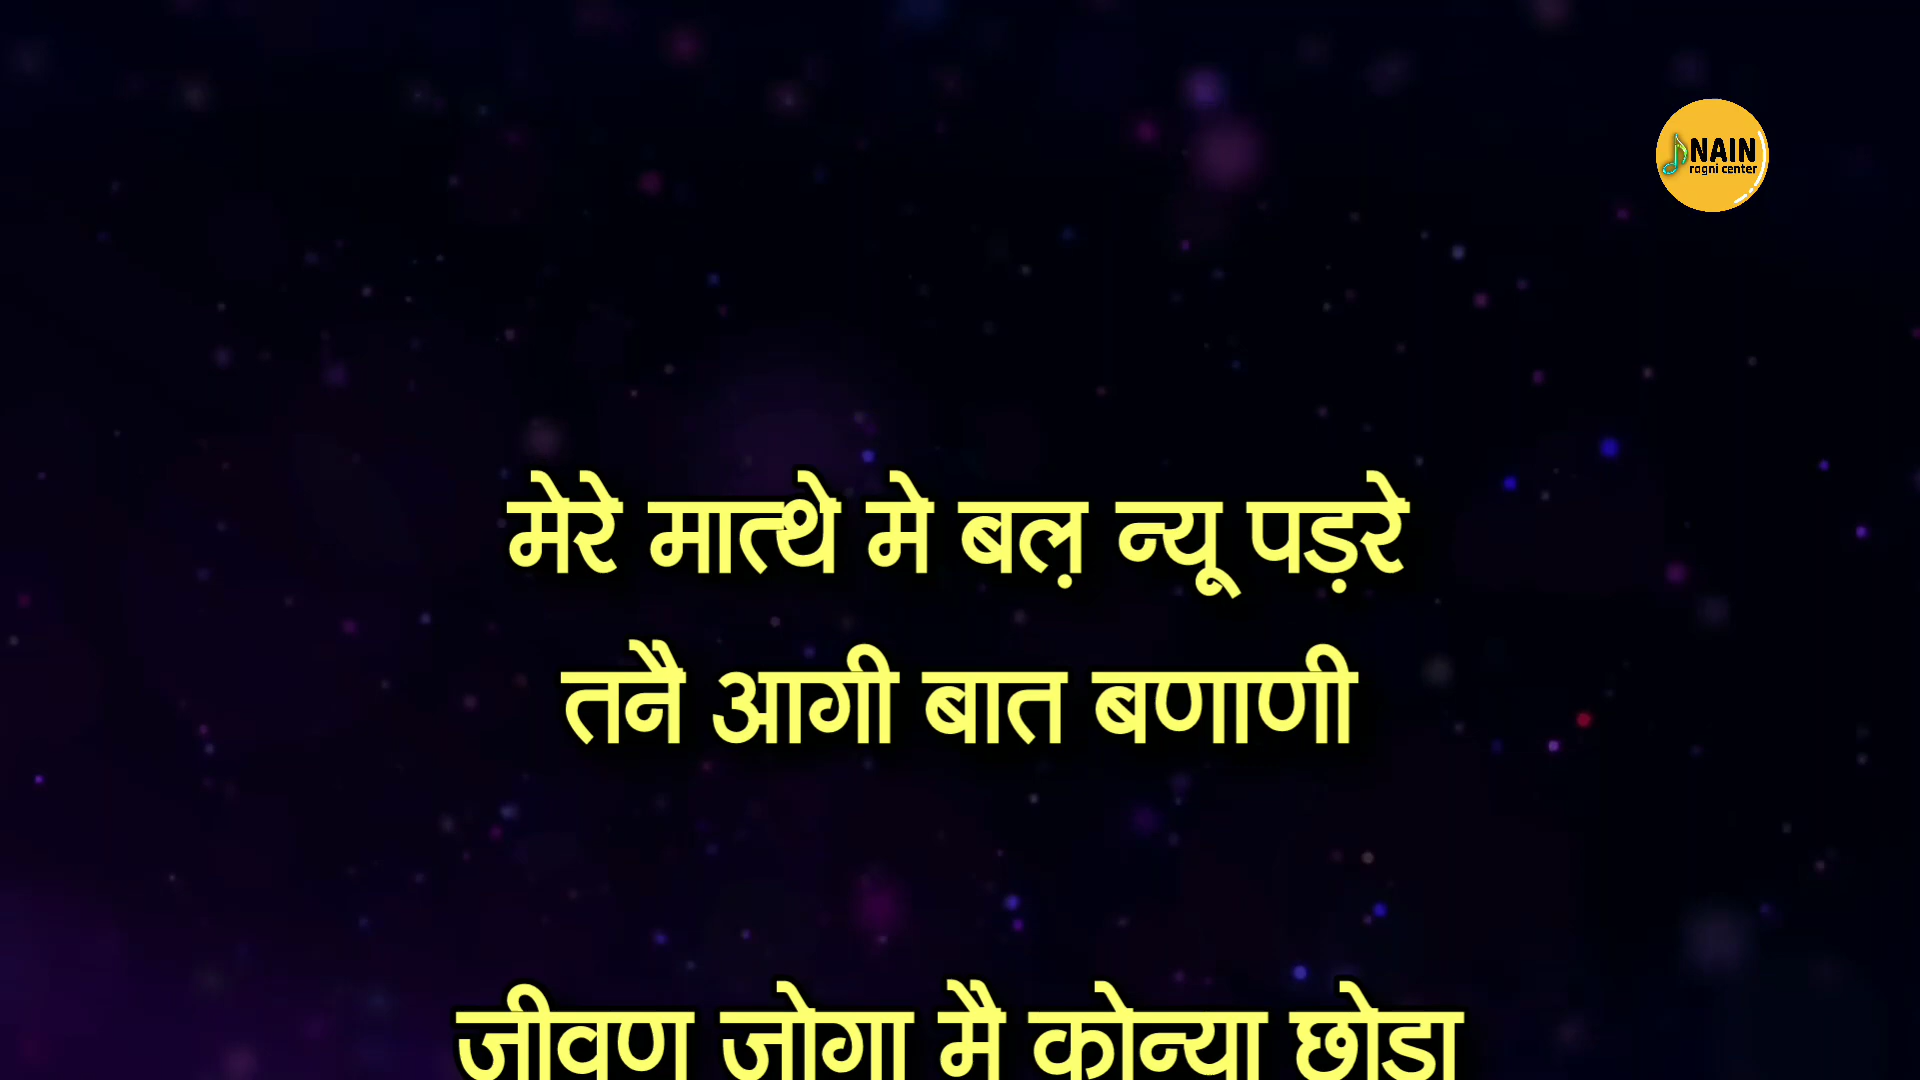 NAIN
ragni center
मेरे मात्थे मे बल़ न्यू पड़रे
तनै आगी बात बणाणी
जीवण जोगा मै कोन्या छोडा